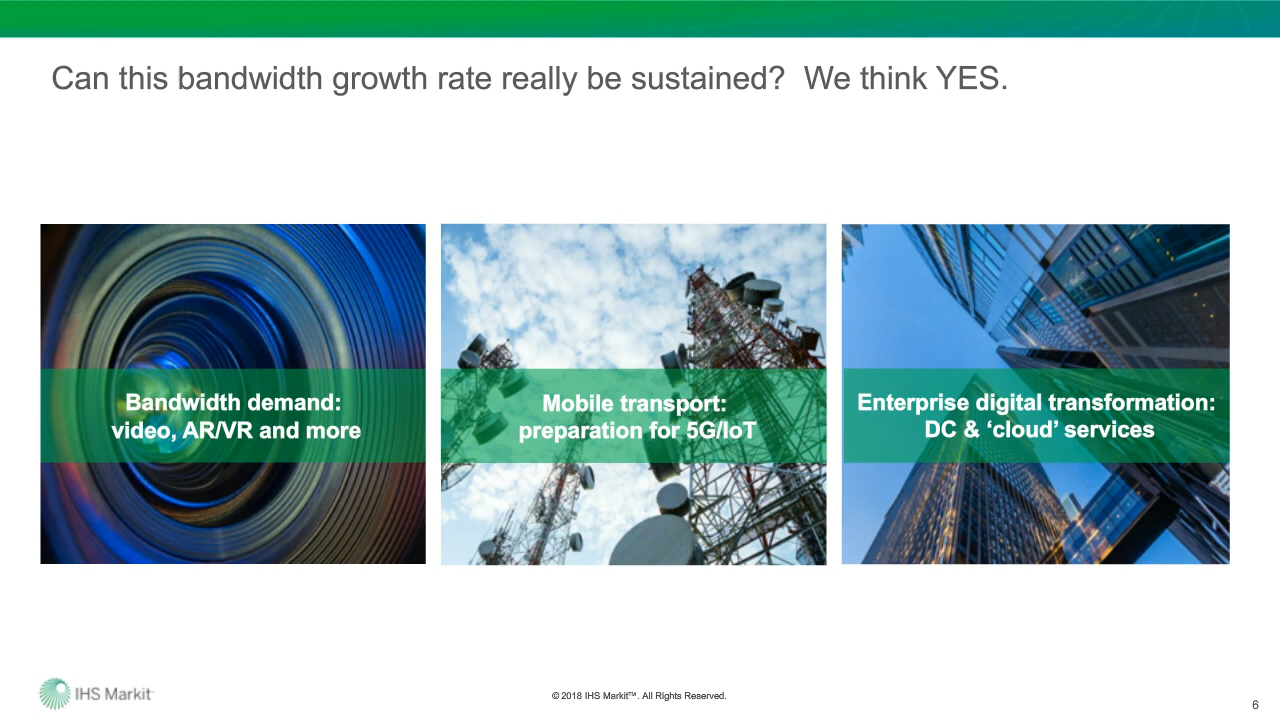 Can this bandwidth growth rate really be sustained?  We think YES.
Bandwidth demand:
video, AR/VR and more
Mobile transport:
preparation for 5G/IoT
Enterprise digital transformation:
DC & ‘cloud’ services
IHS Markit™
© 2018 IHS Markit™. All Rights Reserved.
6